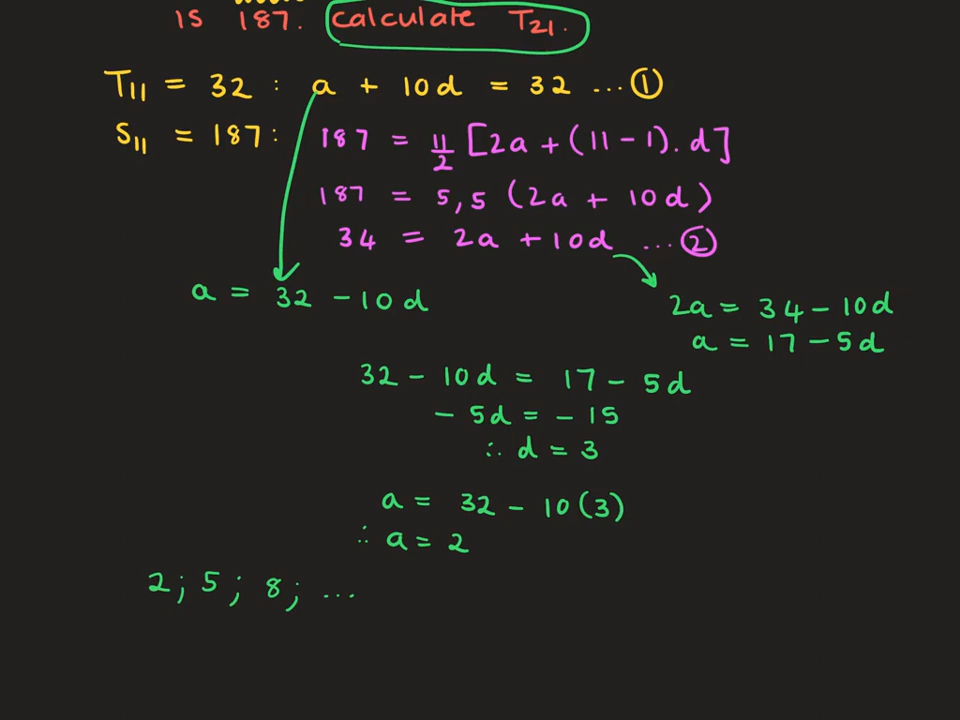 is 187. Calculate T₂₁.
T₁₁ = 32 : a + 10d = 32 ... ①
S₁₁ = 187 : 187 = 11/2 [2a + (11 - 1). d]
187 = 5,5 (2a + 10d)
34 = 2a + 10d ... ②
a = 32 - 10d
2a = 34 - 10d
a = 17 - 5d
32 - 10d = 17 - 5d
- 5d = - 15
∴ d = 3
a = 32 - 10(3)
∴ a = 2
2; 5; 8; ...